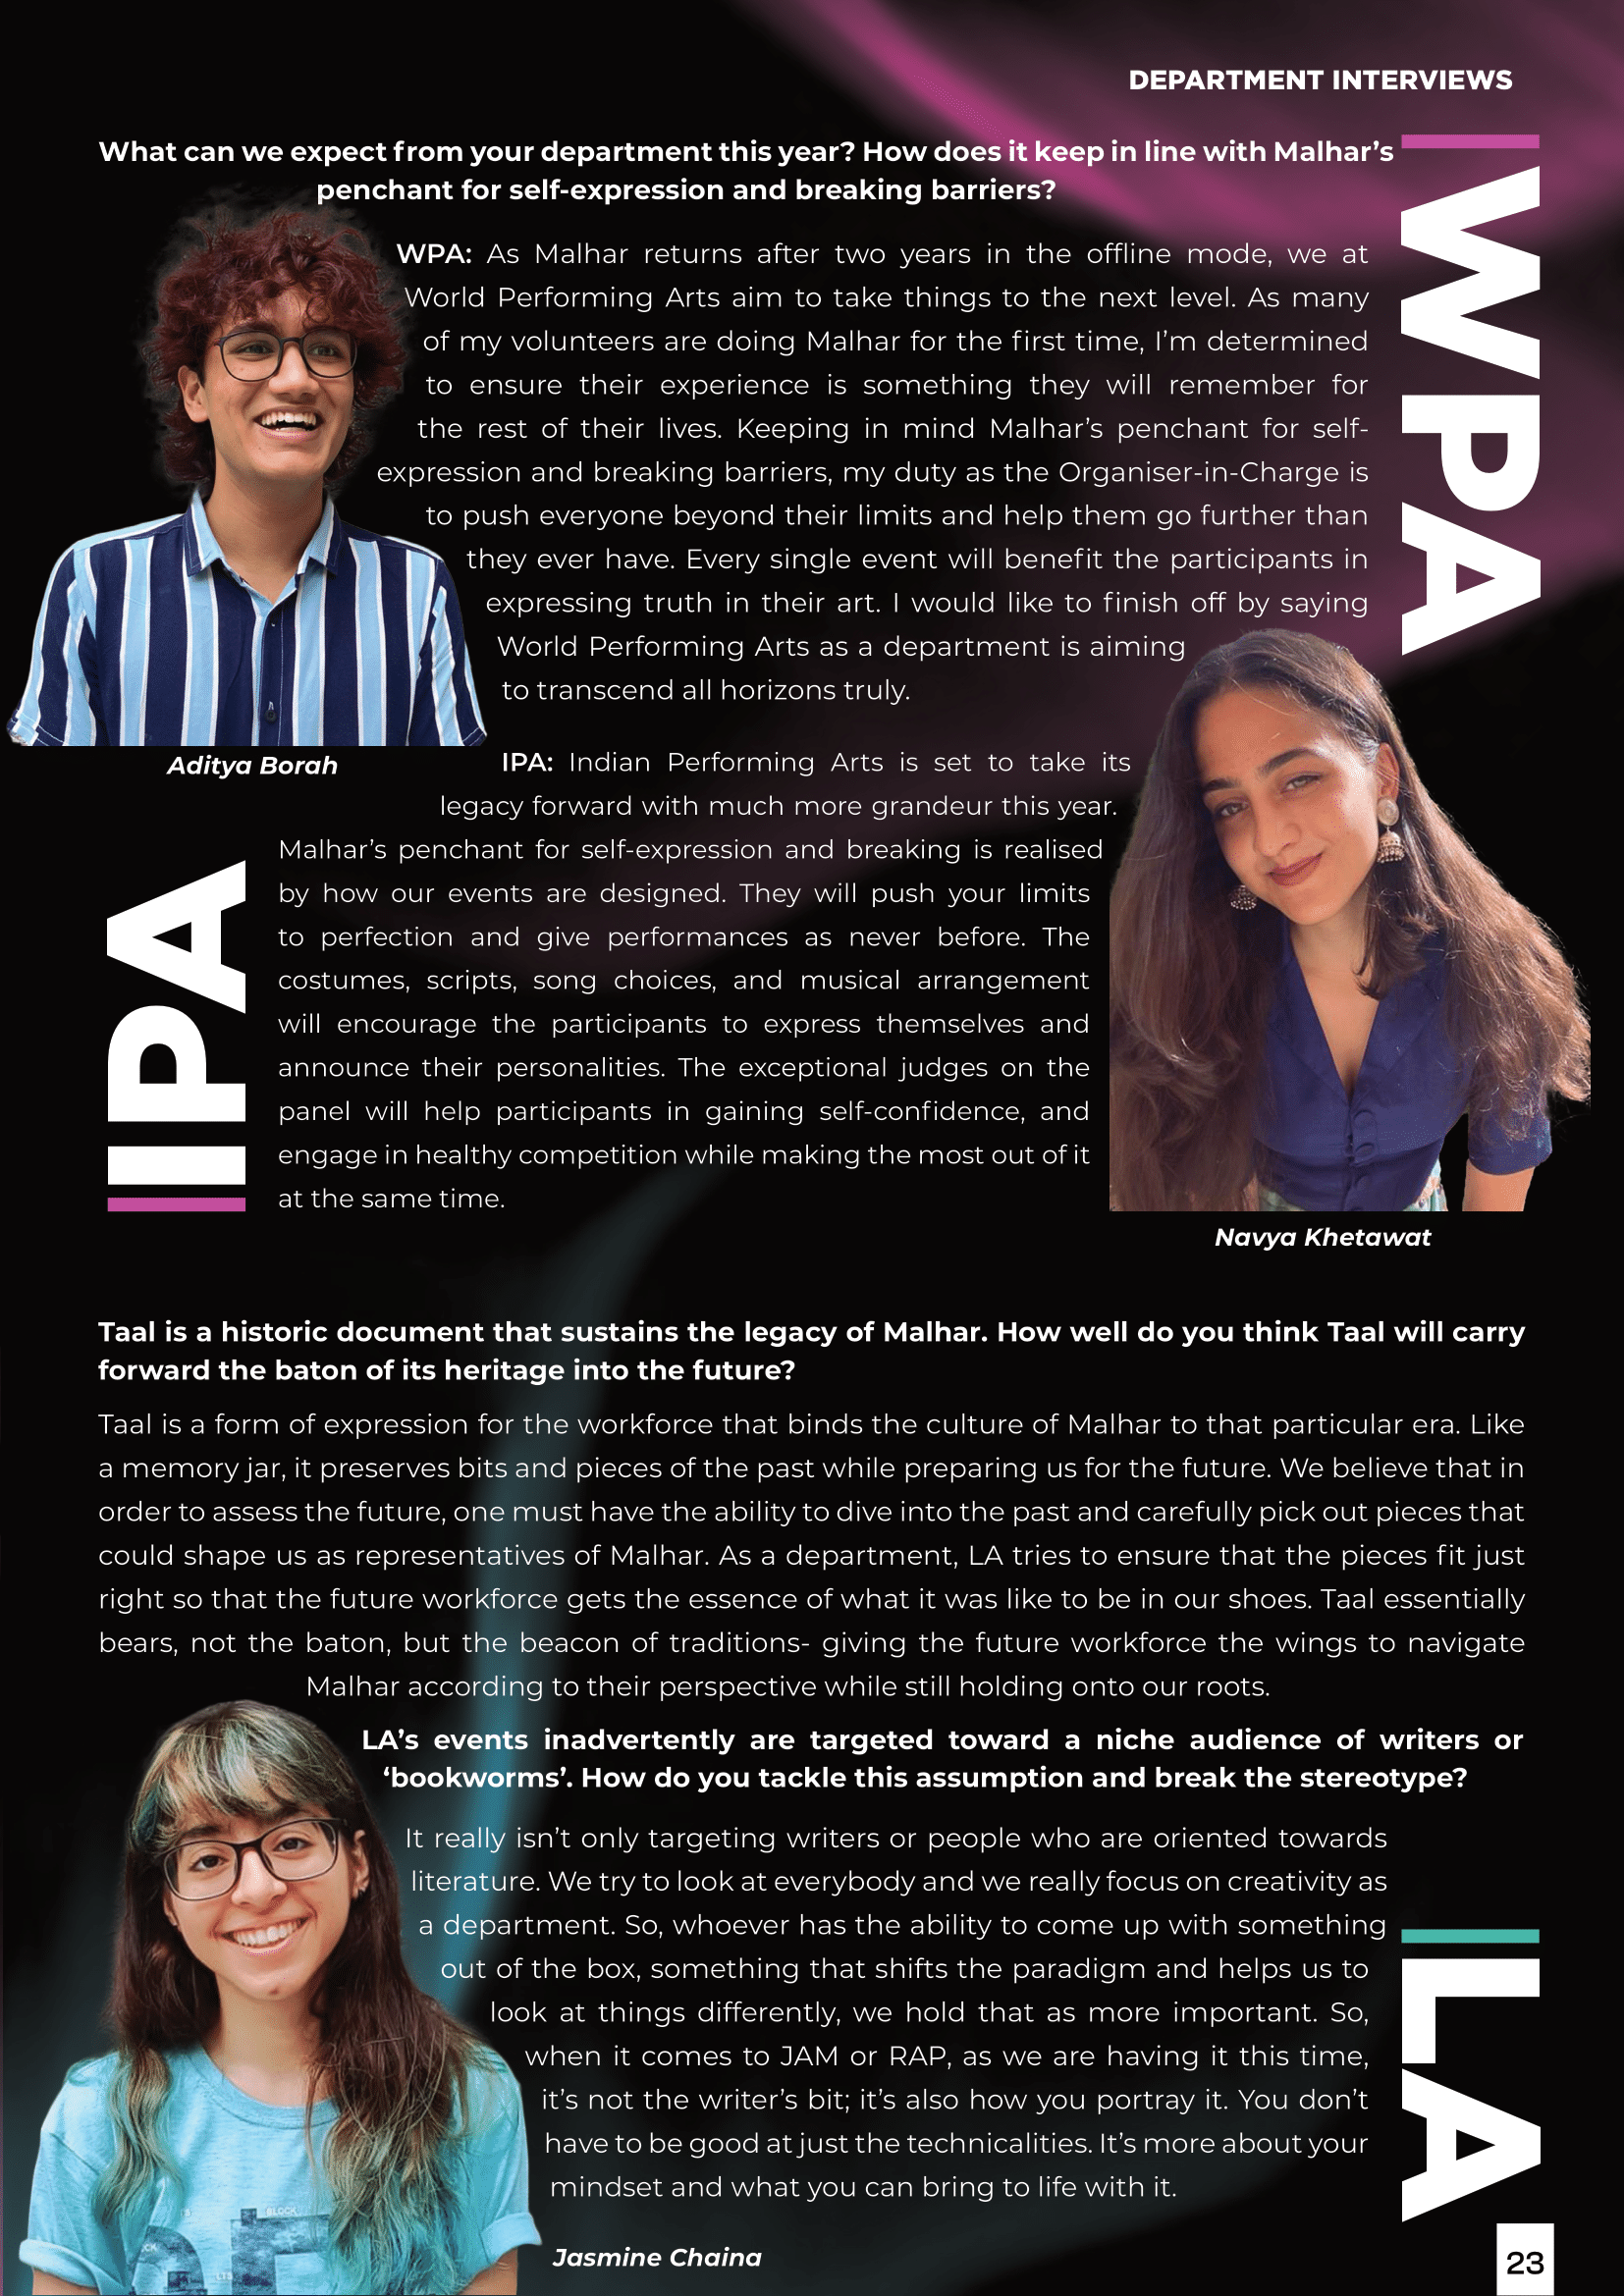 DEPARTMENT INTERVIEWS
What can we expect from your department this year? How does it keep in line with Malhar's
penchant for self-expression and breaking barriers?
WPA
WPA: As Malhar returns after two years in the offline mode, we at
World Performing Arts aim to take things to the next level. As many
of my volunteers are doing Malhar for the first time, I'm determined
to ensure their experience is something they will remember for
the rest of their lives. Keeping in mind Malhar's penchant for self-
expression and breaking barriers, my duty as the Organiser-in-Charge is
to push everyone beyond their limits and help them go further than
they ever have. Every single event will benefit the participants in
expressing truth in their art. I would like to finish off by saying
World Performing Arts as a department is aiming
to transcend all horizons truly.
Aditya Borah
IPA
IPA: Indian Performing Arts is set to take its
legacy forward with much more grandeur this year.
Malhar's penchant for self-expression and breaking is realised
by how our events are designed. They will push your limits
to perfection and give performances as never before. The
costumes, scripts, song choices, and musical arrangement
will encourage the participants to express themselves and
announce their personalities. The exceptional judges on the
panel will help participants in gaining self-confidence, and
engage in healthy competition while making the most out of it
at the same time.
Navya Khetawat
Taal is a historic document that sustains the legacy of Malhar. How well do you think Taal will carry
forward the baton of its heritage into the future?
Taal is a form of expression for the workforce that binds the culture of Malhar to that particular era. Like
a memory jar, it preserves bits and pieces of the past while preparing us for the future. We believe that in
order to assess the future, one must have the ability to dive into the past and carefully pick out pieces that
could shape us as representatives of Malhar. As a department, LA tries to ensure that the pieces fit just
right so that the future workforce gets the essence of what it was like to be in our shoes. Taal essentially
bears, not the baton, but the beacon of traditions- giving the future workforce the wings to navigate
Malhar according to their perspective while still holding onto our roots.
LA's events inadvertently are targeted toward a niche audience of writers or
'bookworms'. How do you tackle this assumption and break the stereotype?
It really isn't only targeting writers or people who are oriented towards
literature. We try to look at everybody and we really focus on creativity as
a department. So, whoever has the ability to come up with something
out of the box, something that shifts the paradigm and helps us to
look at things differently, we hold that as more important. So,
when it comes to JAM or RAP, as we are having it this time,
it's not the writer's bit; it's also how you portray it. You don't
have to be good at just the technicalities. It's more about your
mindset and what you can bring to life with it.
LA
BLOCK
Jasmine Chaina
23